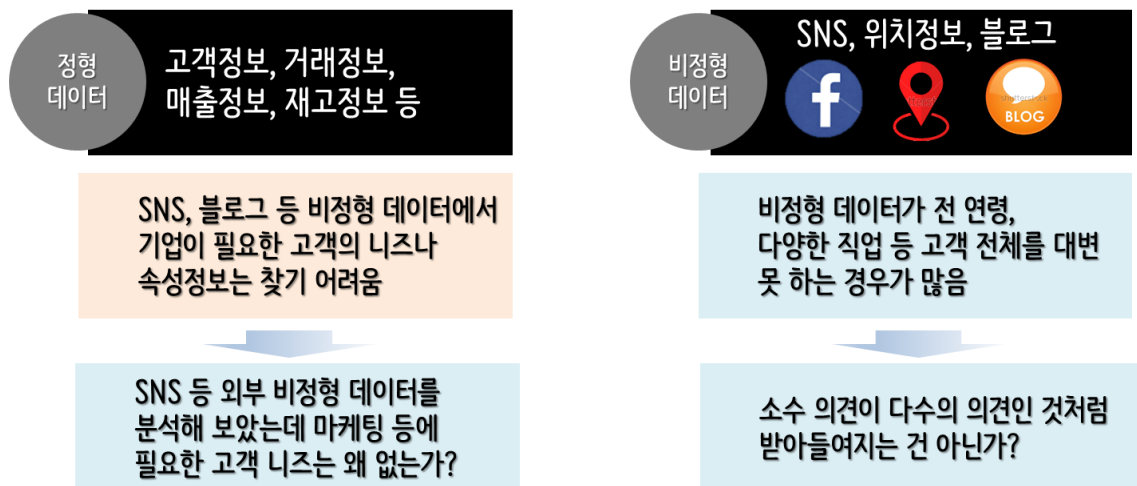 정형
데이터
고객정보, 거래정보,
매출정보, 재고정보 등
SNS, 블로그 등 비정형 데이터에서
기업이 필요한 고객의 니즈나
속성정보는 찾기 어려움
SNS 등 외부 비정형 데이터를
분석해 보았는데 마케팅 등에
필요한 고객 니즈는 왜 없는가?
비정형
데이터
SNS, 위치정보, 블로그
f
shutterstock
BLOG
비정형 데이터가 전 연령,
다양한 직업 등 고객 전체를 대변
못 하는 경우가 많음
소수 의견이 다수의 의견인 것처럼
받아들여지는 건 아닌가?